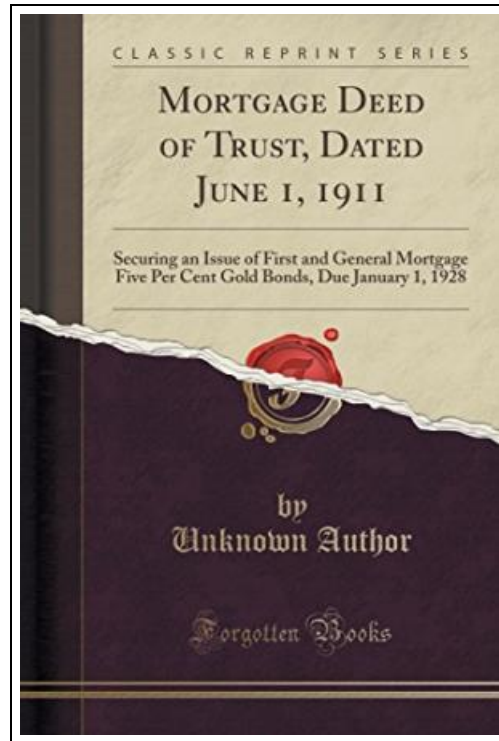 CLASSIC REPRINT SERIES
MORTGAGE DEED
OF TRUST, DATED
JUNE 1, 1911
Securing an Issue of First and General Mortgage
Five Per Cent Gold Bonds, Due January 1, 1928
by
Unknown Author
Forgotten Books